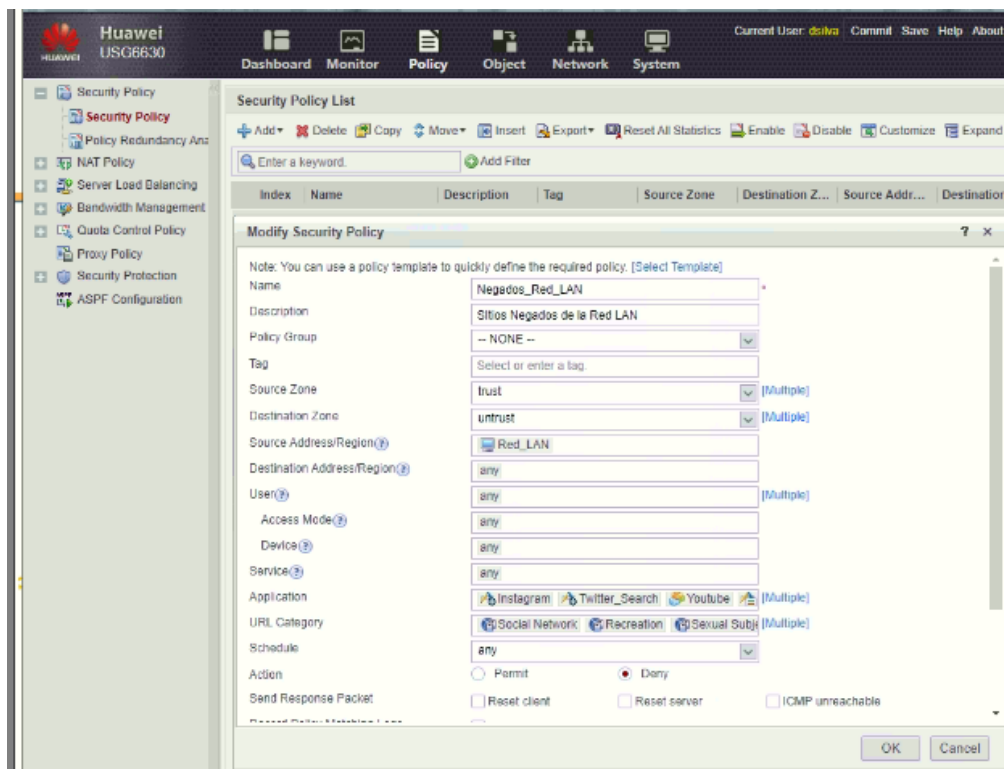 Huawei
USG6630
HUAWEI
Dashboard Monitor Policy Object Network System
Current User: dsilva Commit Save Help About
Security Policy
Security Policy
Policy Redundancy Ana
NAT Policy
Server Load Balancing
Bandwidth Management
Quota Control Policy
Proxy Policy
Security Protection
ASPF Configuration
Security Policy List
Add Delete Copy Move Insert Export Reset All Statistics Enable Disable Customize Expand
Enter a keyword. Add Filter
Index Name Description Tag Source Zone Destination Z... Source Addr... Destination
Modify Security Policy ? ×
Note: You can use a policy template to quickly define the required policy. [Select Template]
Name Negados_Red_LAN *
Description Sitios Negados de la Red LAN
Policy Group -- NONE --
Tag Select or enter a tag.
Source Zone trust [Multiple]
Destination Zone untrust [Multiple]
Source Address/Region Red_LAN
Destination Address/Region any
User any [Multiple]
Access Mode any
Device any
Service any
Application Instagram Twitter_Search Youtube [Multiple]
URL Category Social Network Recreation Sexual Subj [Multiple]
Schedule any
Action Permit Deny
Send Response Packet Reset client Reset server ICMP unreachable
OK Cancel